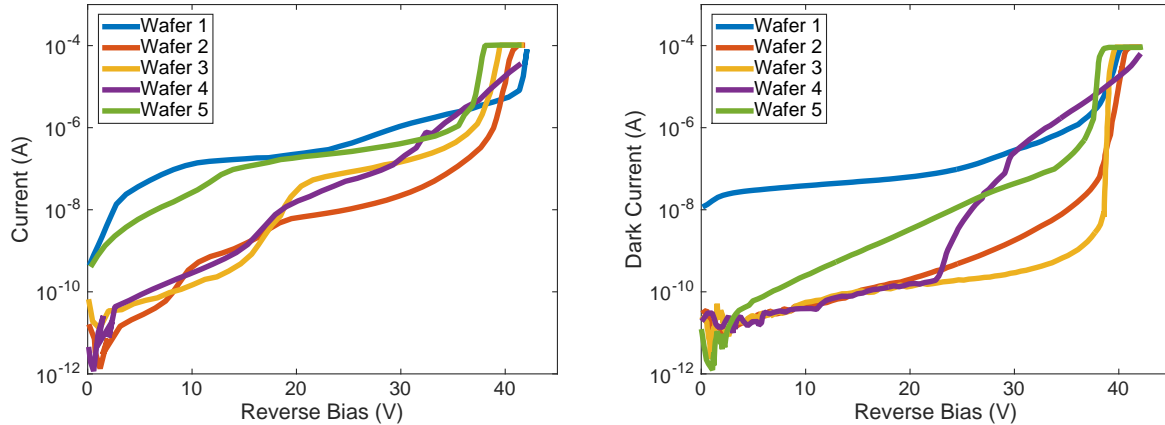 Wafer 1
Wafer 2
Wafer 3
Wafer 4
Wafer 5
10-4
10-6
10-8
10-10
10-12
Current (A)
0 10 20 30 40
Reverse Bias (V)
Wafer 1
Wafer 2
Wafer 3
Wafer 4
Wafer 5
10-4
10-6
10-8
10-10
10-12
Dark Current (A)
0 10 20 30 40
Reverse Bias (V)